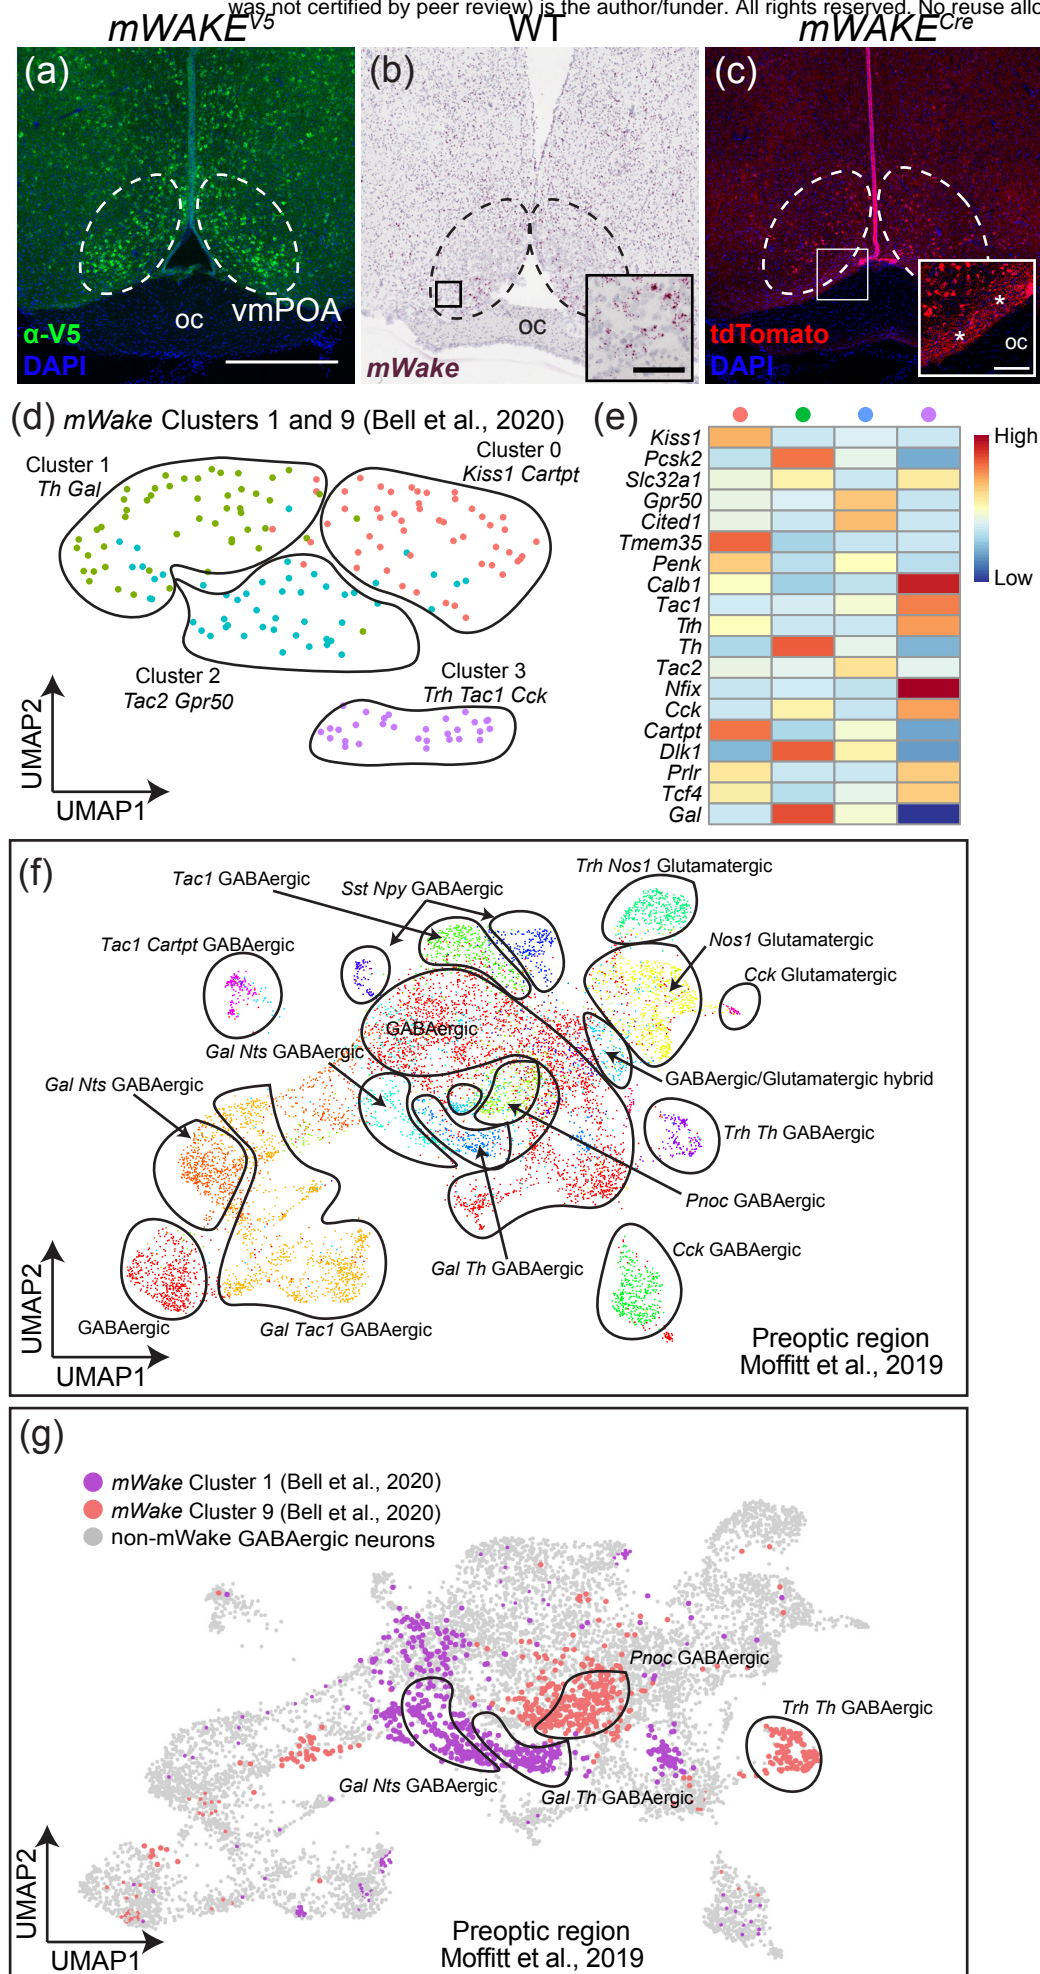 was not certified by peer review) is the author/funder. All rights reserved. No reuse allo
mWAKE^V5
WT
mWAKE^Cre
(a)
(b)
(c)
oc
vmPOA
α-V5
DAPI
oc
mWake
tdTomato
DAPI
*
*
oc
(d) mWake Clusters 1 and 9 (Bell et al., 2020)
Cluster 1
Th Gal
Cluster 0
Kiss1 Cartpt
Cluster 2
Tac2 Gpr50
Cluster 3
Trh Tac1 Cck
UMAP2
UMAP1
(e)
Kiss1
Pcsk2
Slc32a1
Gpr50
Cited1
Tmem35
Penk
Calb1
Tac1
Trh
Th
Tac2
Nfix
Cck
Cartpt
Dlk1
Prlr
Tcf4
Gal
High
Low
(f)
Tac1 GABAergic
Sst Npy GABAergic
Trh Nos1 Glutamatergic
Tac1 Cartpt GABAergic
Nos1 Glutamatergic
Cck Glutamatergic
GABAergic
Gal Nts GABAergic
Gal Nts GABAergic
GABAergic/Glutamatergic hybrid
Trh Th GABAergic
Pnoc GABAergic
Cck GABAergic
Gal Th GABAergic
GABAergic
Gal Tac1 GABAergic
UMAP2
UMAP1
Preoptic region
Moffitt et al., 2019
(g)
mWake Cluster 1 (Bell et al., 2020)
mWake Cluster 9 (Bell et al., 2020)
non-mWake GABAergic neurons
Pnoc GABAergic
Trh Th GABAergic
Gal Nts GABAergic
Gal Th GABAergic
UMAP2
UMAP1
Preoptic region
Moffitt et al., 2019